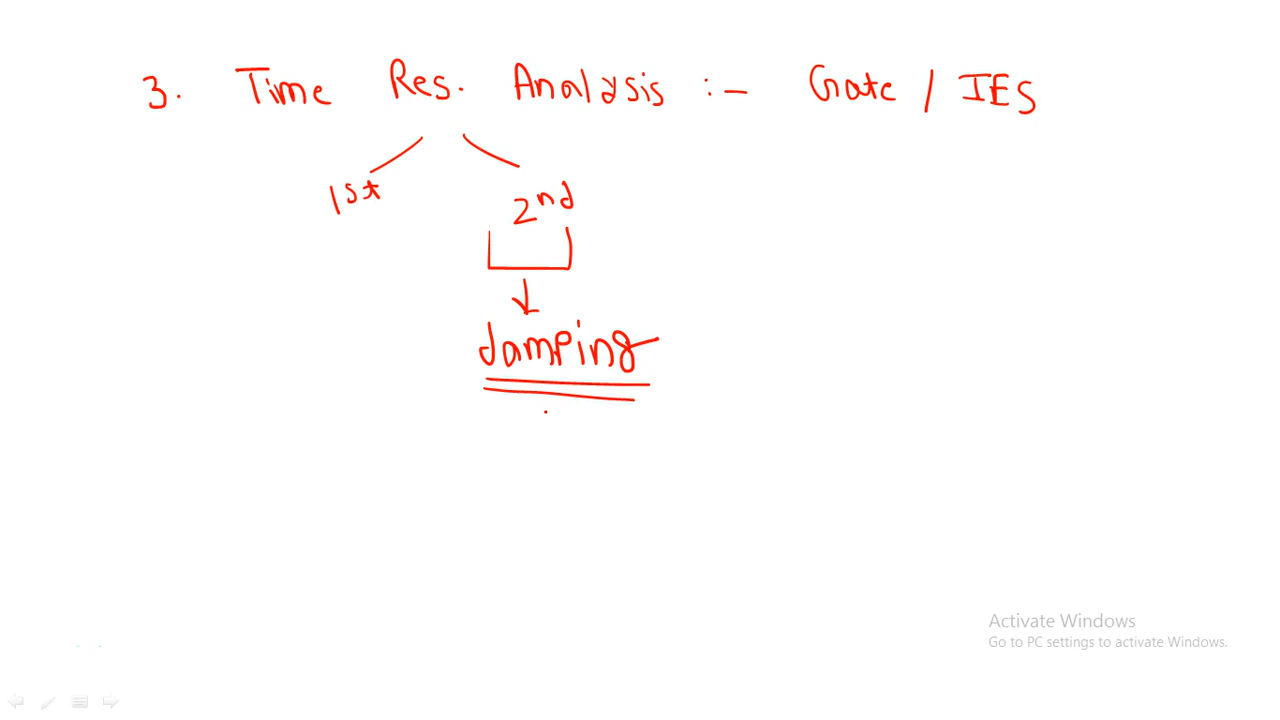 3. Time Res. Analysis :- Gate / IES
1st 2nd
damping
Activate Windows
Go to PC settings to activate Windows.